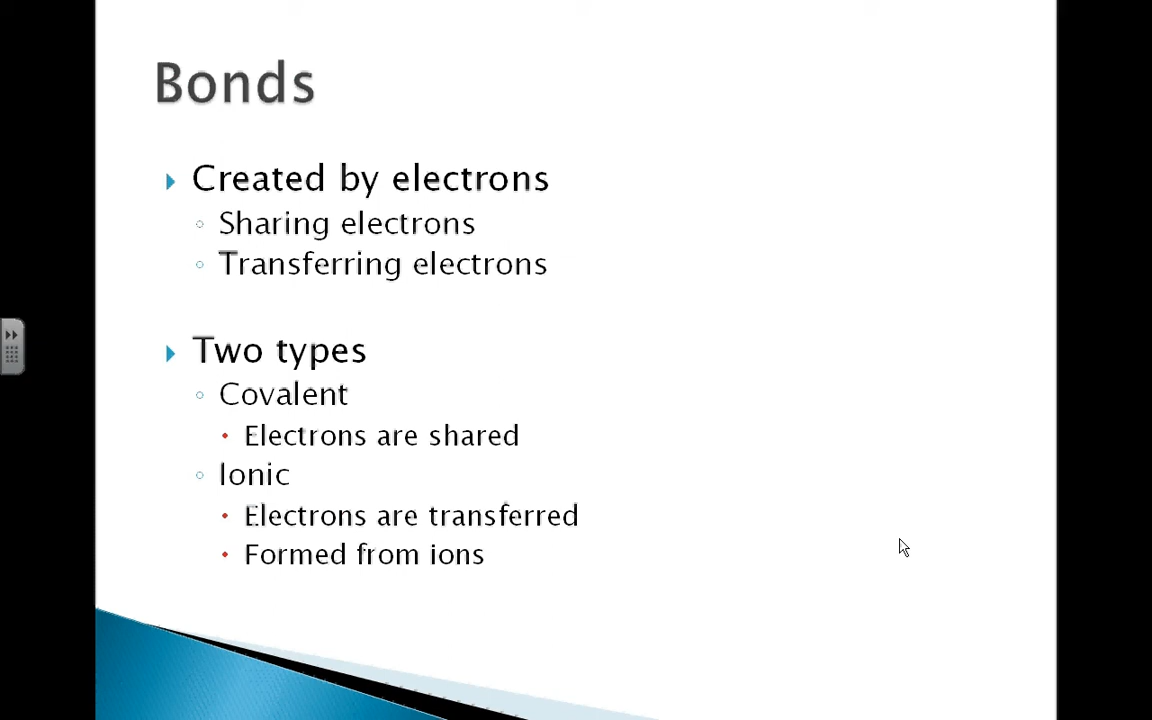 Bonds
Created by electrons
Sharing electrons
Transferring electrons
Two types
Covalent
Electrons are shared
Ionic
Electrons are transferred
Formed from ions